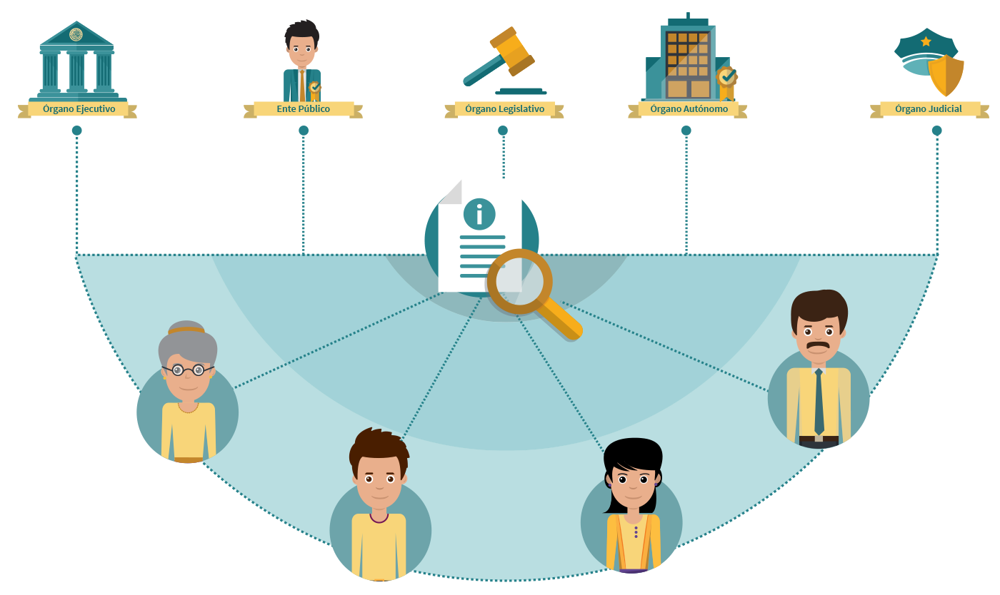 Órgano Ejecutivo
Ente Público
Órgano Legislativo
Órgano Autónomo
Órgano Judicial
i